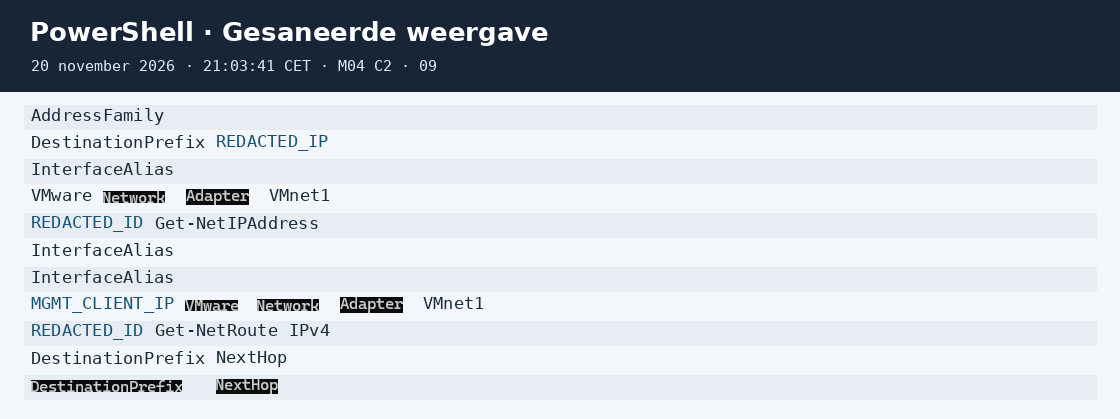 PowerShell · Gesaneerde weergave
20 november 2026 · 21:03:41 CET · M04 C2 · 09
AddressFamily
DestinationPrefix REDACTED_IP
InterfaceAlias
VMware Network Adapter VMnet1
REDACTED_ID Get-NetIPAddress
InterfaceAlias
InterfaceAlias
MGMT_CLIENT_IP VMware Network Adapter VMnet1
REDACTED_ID Get-NetRoute IPv4
DestinationPrefix NextHop
DestinationPrefix NextHop